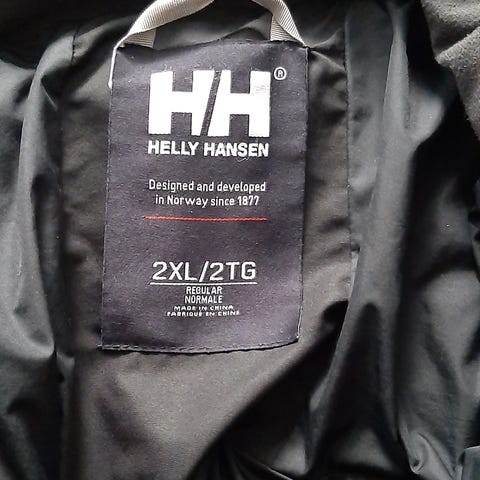 H/H®
HELLY HANSEN
Designed and developed
in Norway since 1877
2XL/2TG
REGULAR
NORMALE
MADE IN CHINA
FABRIQUE EN CHINE